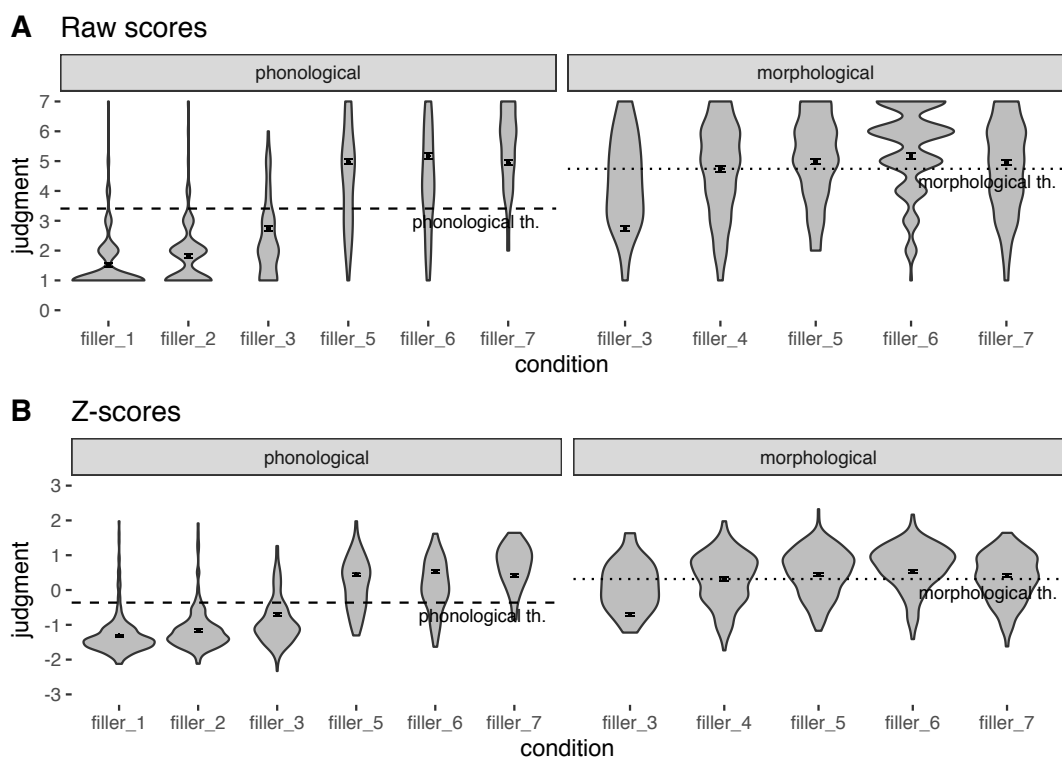 A Raw scores
phonological morphological
7
6
5
4
3
2
1
0
judgment
morphological th.
phonological th.
filler_1 filler_2 filler_3 filler_5 filler_6 filler_7 filler_3 filler_4 filler_5 filler_6 filler_7
condition
B Z-scores
phonological morphological
3
2
1
0
-1
-2
-3
judgment
phonological th.
morphological th.
filler_1 filler_2 filler_3 filler_5 filler_6 filler_7 filler_3 filler_4 filler_5 filler_6 filler_7
condition